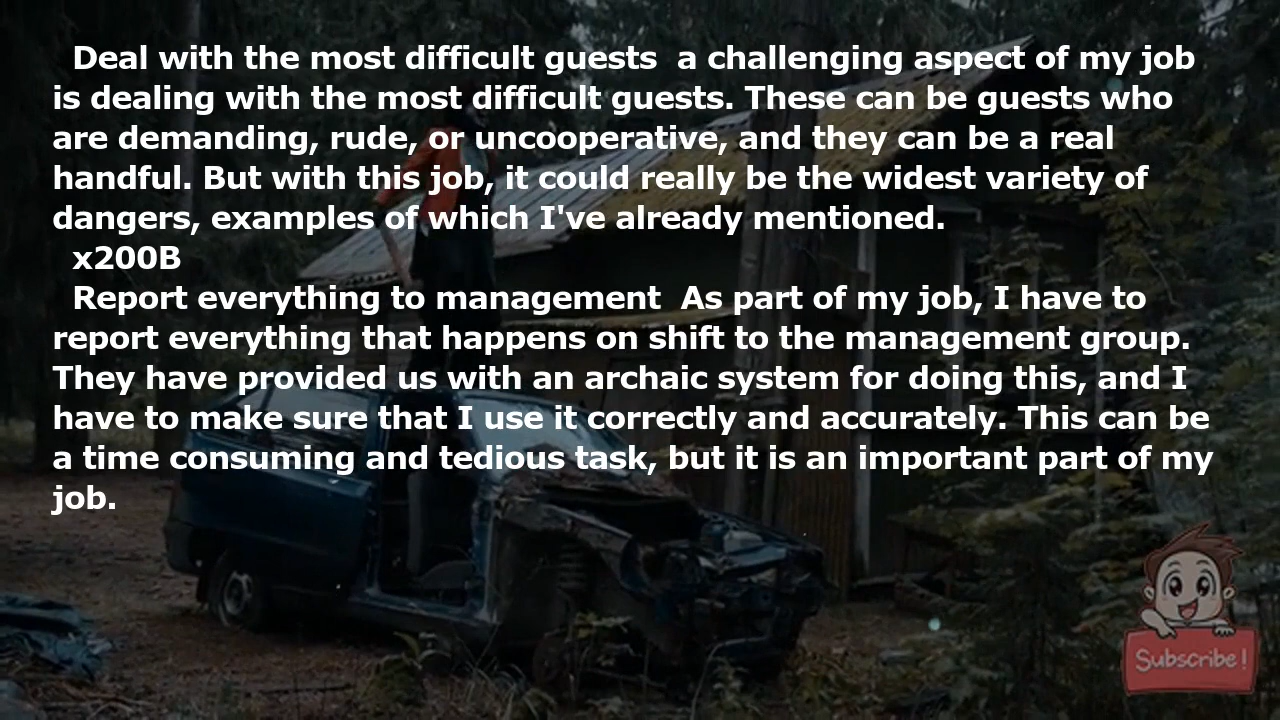 Deal with the most difficult guests  a challenging aspect of my job
is dealing with the most difficult guests. These can be guests who
are demanding, rude, or uncooperative, and they can be a real
handful. But with this job, it could really be the widest variety of
dangers, examples of which I've already mentioned.
x200B
Report everything to management  As part of my job, I have to
report everything that happens on shift to the management group.
They have provided us with an archaic system for doing this, and I
have to make sure that I use it correctly and accurately. This can be
a time consuming and tedious task, but it is an important part of my
job.
Subscribe!